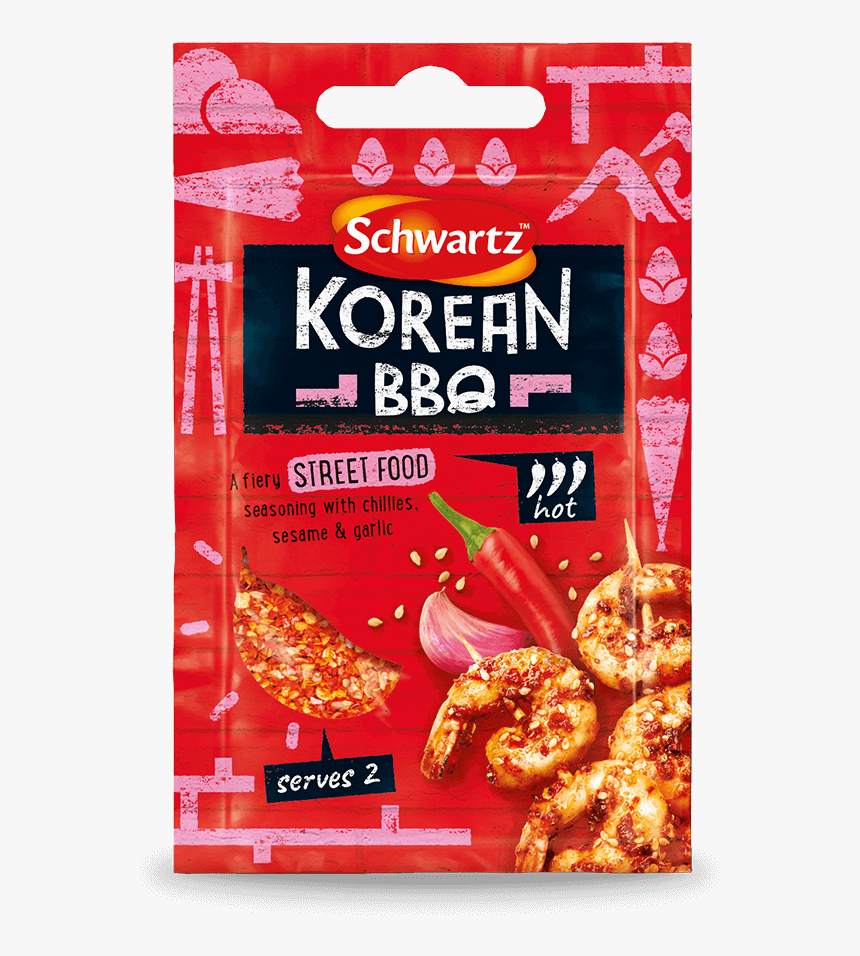 Schwartz™
KOREAN
BBQ
A fiery STREET FOOD
seasoning with chillies,
sesame & garlic
hot
serves 2